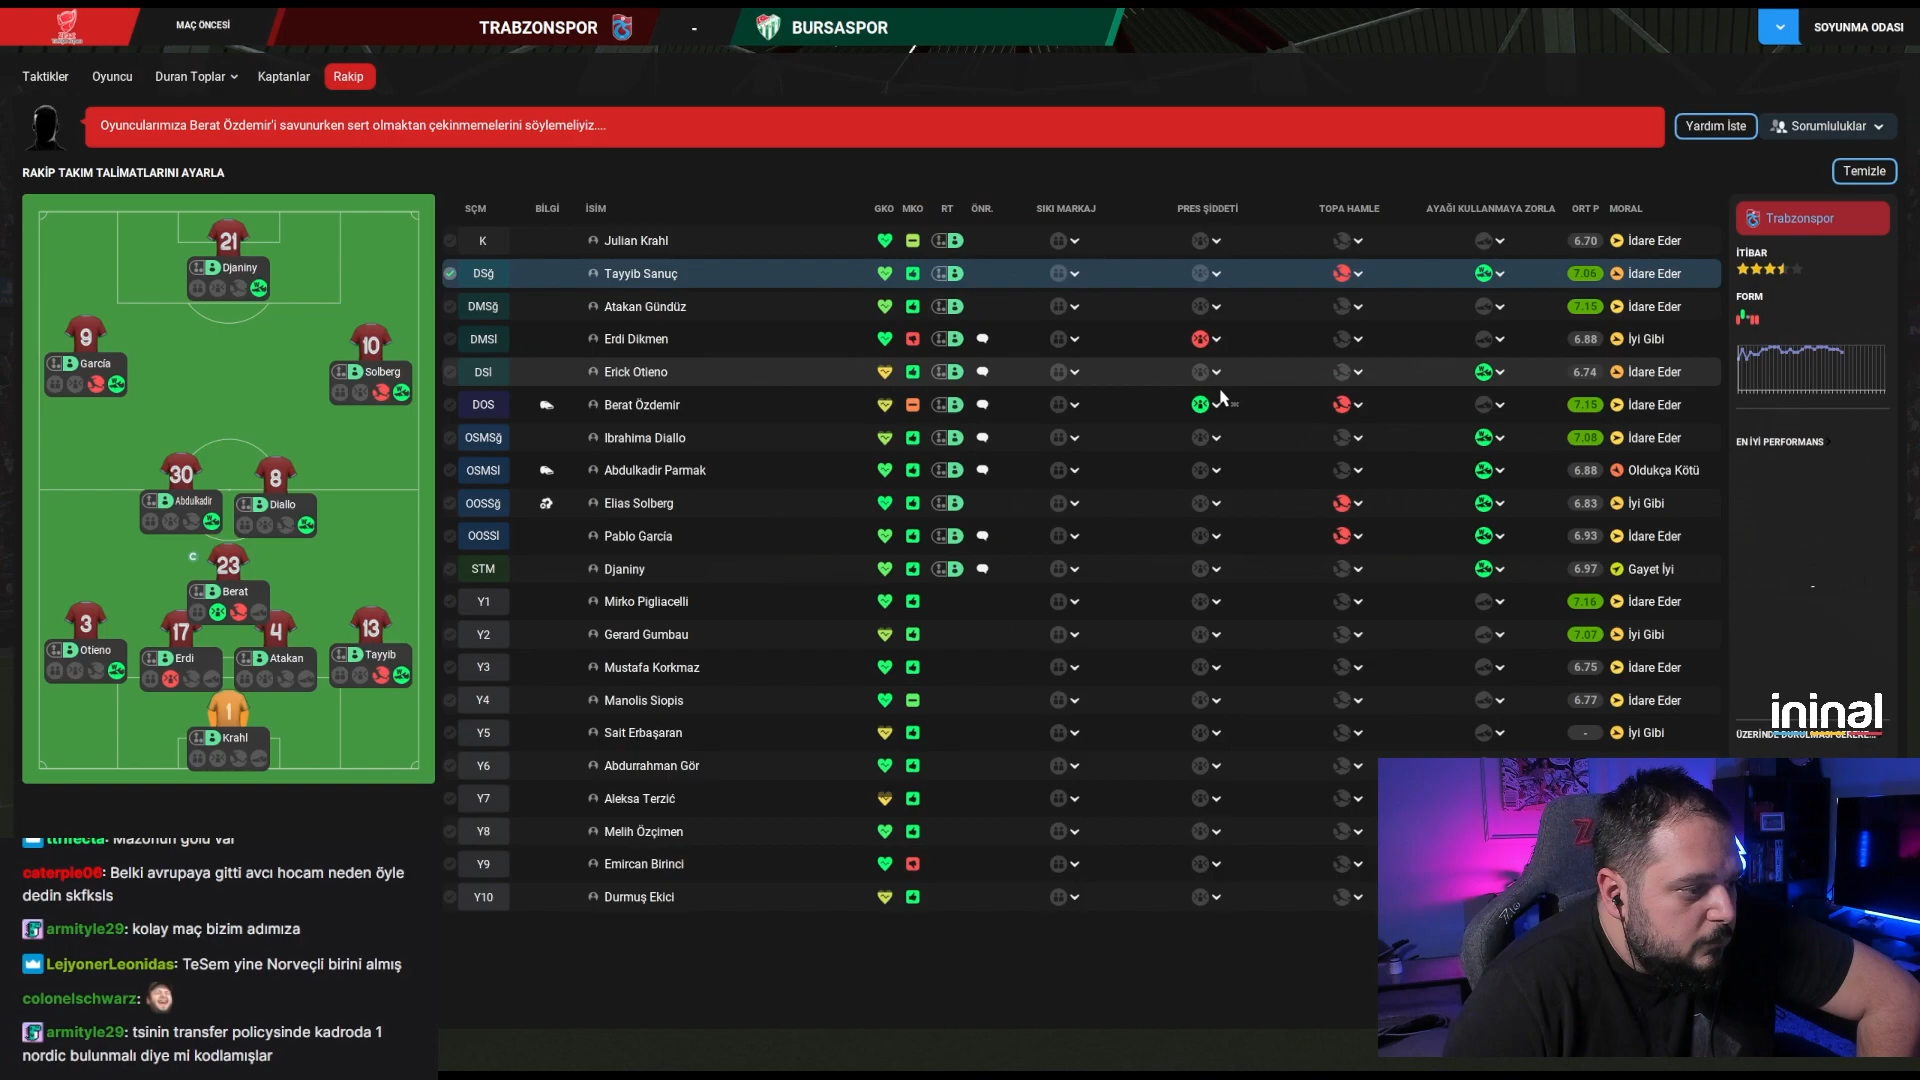 MAÇ ÖNCESİ
TRABZONSPOR - BURSASPOR
SOYUNMA ODASI
Taktikler Oyuncu Duran Toplar Kaptanlar Rakip
Oyuncularımıza Berat Özdemir'i savunurken sert olmaktan çekinmemelerini söylemeliyiz....
Yardım İste Sorumluluklar
RAKİP TAKIM TALİMATLARINI AYARLA
Temizle
21
Djaniny
9
García
10
Solberg
30
Abdulkadir
8
Diallo
C
23
Berat
3
Otieno
17
Erdi
4
Atakan
13
Tayyib
1
Krahl
SÇM BİLGİ İSİM GKO MKO RT ÖNR. SIKI MARKAJ PRES ŞİDDETİ TOPA HAMLE AYAĞI KULLANMAYA ZORLA ORT P MORAL
K Julian Krahl 6.70 İdare Eder
DSğ Tayyib Sanuç 7.06 İdare Eder
DMSğ Atakan Gündüz 7.15 İdare Eder
DMSl Erdi Dikmen 6.88 İyi Gibi
DSl Erick Otieno 6.74 İdare Eder
DOS Berat Özdemir 7.15 İdare Eder
OSMSğ Ibrahima Diallo 7.08 İdare Eder
OSMSl Abdulkadir Parmak 6.88 Oldukça Kötü
OOSSğ Elias Solberg 6.83 İyi Gibi
OOSSl Pablo García 6.93 İdare Eder
STM Djaniny 6.97 Gayet İyi
Y1 Mirko Pigliacelli 7.16 İdare Eder
Y2 Gerard Gumbau 7.07 İyi Gibi
Y3 Mustafa Korkmaz 6.75 İdare Eder
Y4 Manolis Siopis 6.77 İdare Eder
Y5 Sait Erbaşaran - İyi Gibi
Y6 Abdurrahman Gör
Y7 Aleksa Terzić
Y8 Melih Özçimen
Y9 Emircan Birinci
Y10 Durmuş Ekici
Trabzonspor
İTİBAR
FORM
EN İYİ PERFORMANS
-
ininal
ttrifecta: Mazonun golü var
caterpie06: Belki avrupaya gitti avcı hocam neden öyle
dedin skfksls
armityle29: kolay maç bizim adımıza
LejyonerLeonidas: TeSem yine Norveçli birini almış
colonelschwarz:
armityle29: tsinin transfer policysinde kadroda 1
nordic bulunmalı diye mi kodlamışlar